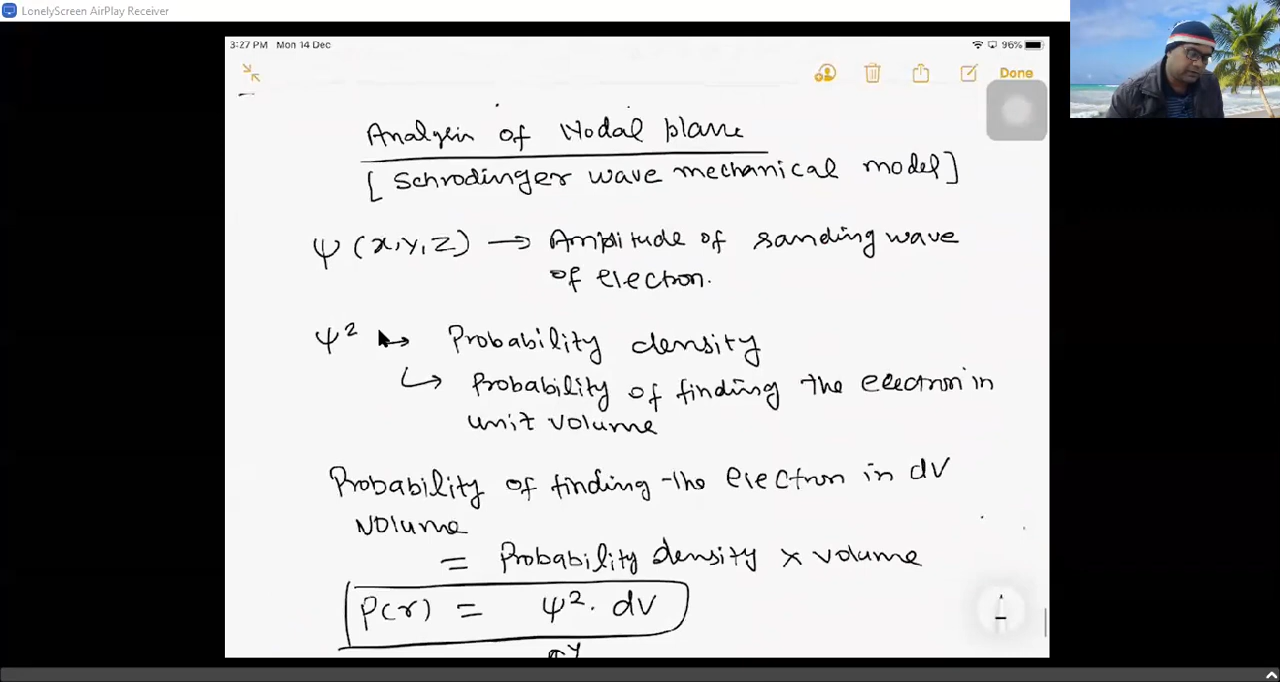 LonelyScreen AirPlay Receiver
3:27 PM Mon 14 Dec
96%
Done
Analysis of Nodal plane
[Schrodinger wave mechanical model]
ψ (x,y,z) → Amplitude of sanding wave
of electron.
ψ² ↦ Probability density
↳ Probability of finding the electron in
unit volume
Probability of finding the electron in dV
volume
= Probability density × volume
P(r) = ψ². dV